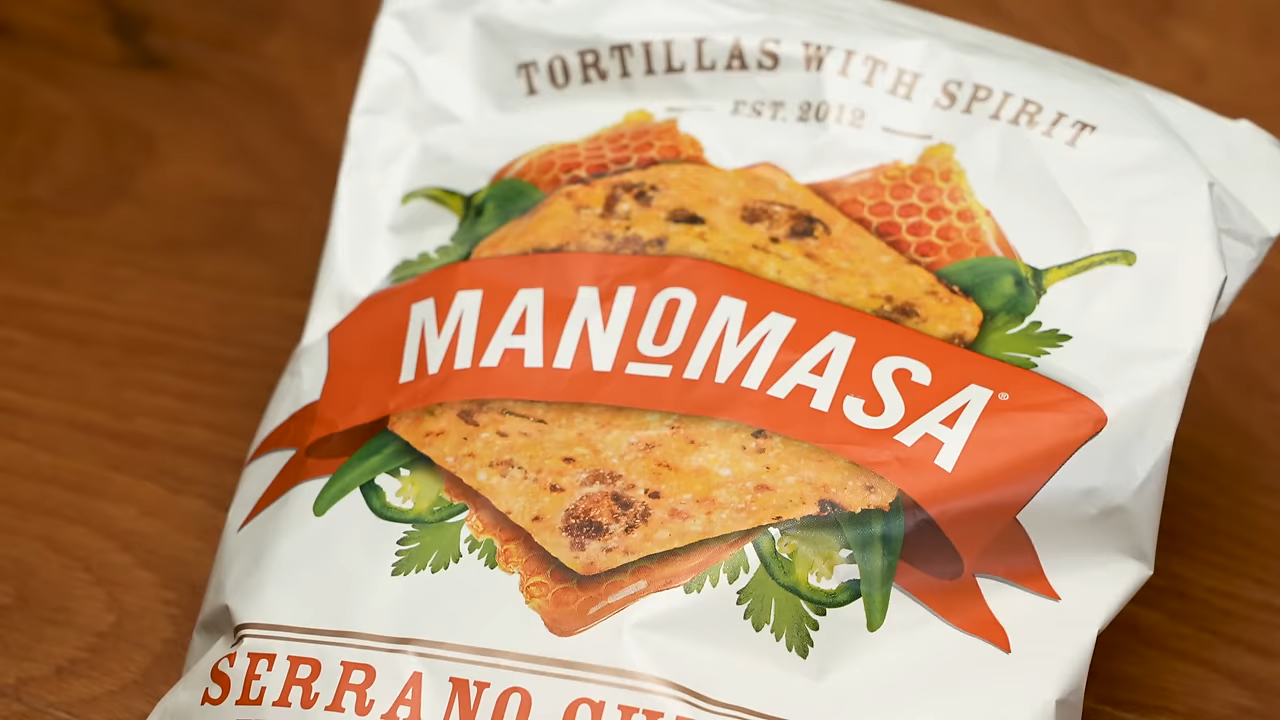 TORTILLAS WITH SPIRIT
EST. 2012
MANOMASA®
SERRANO